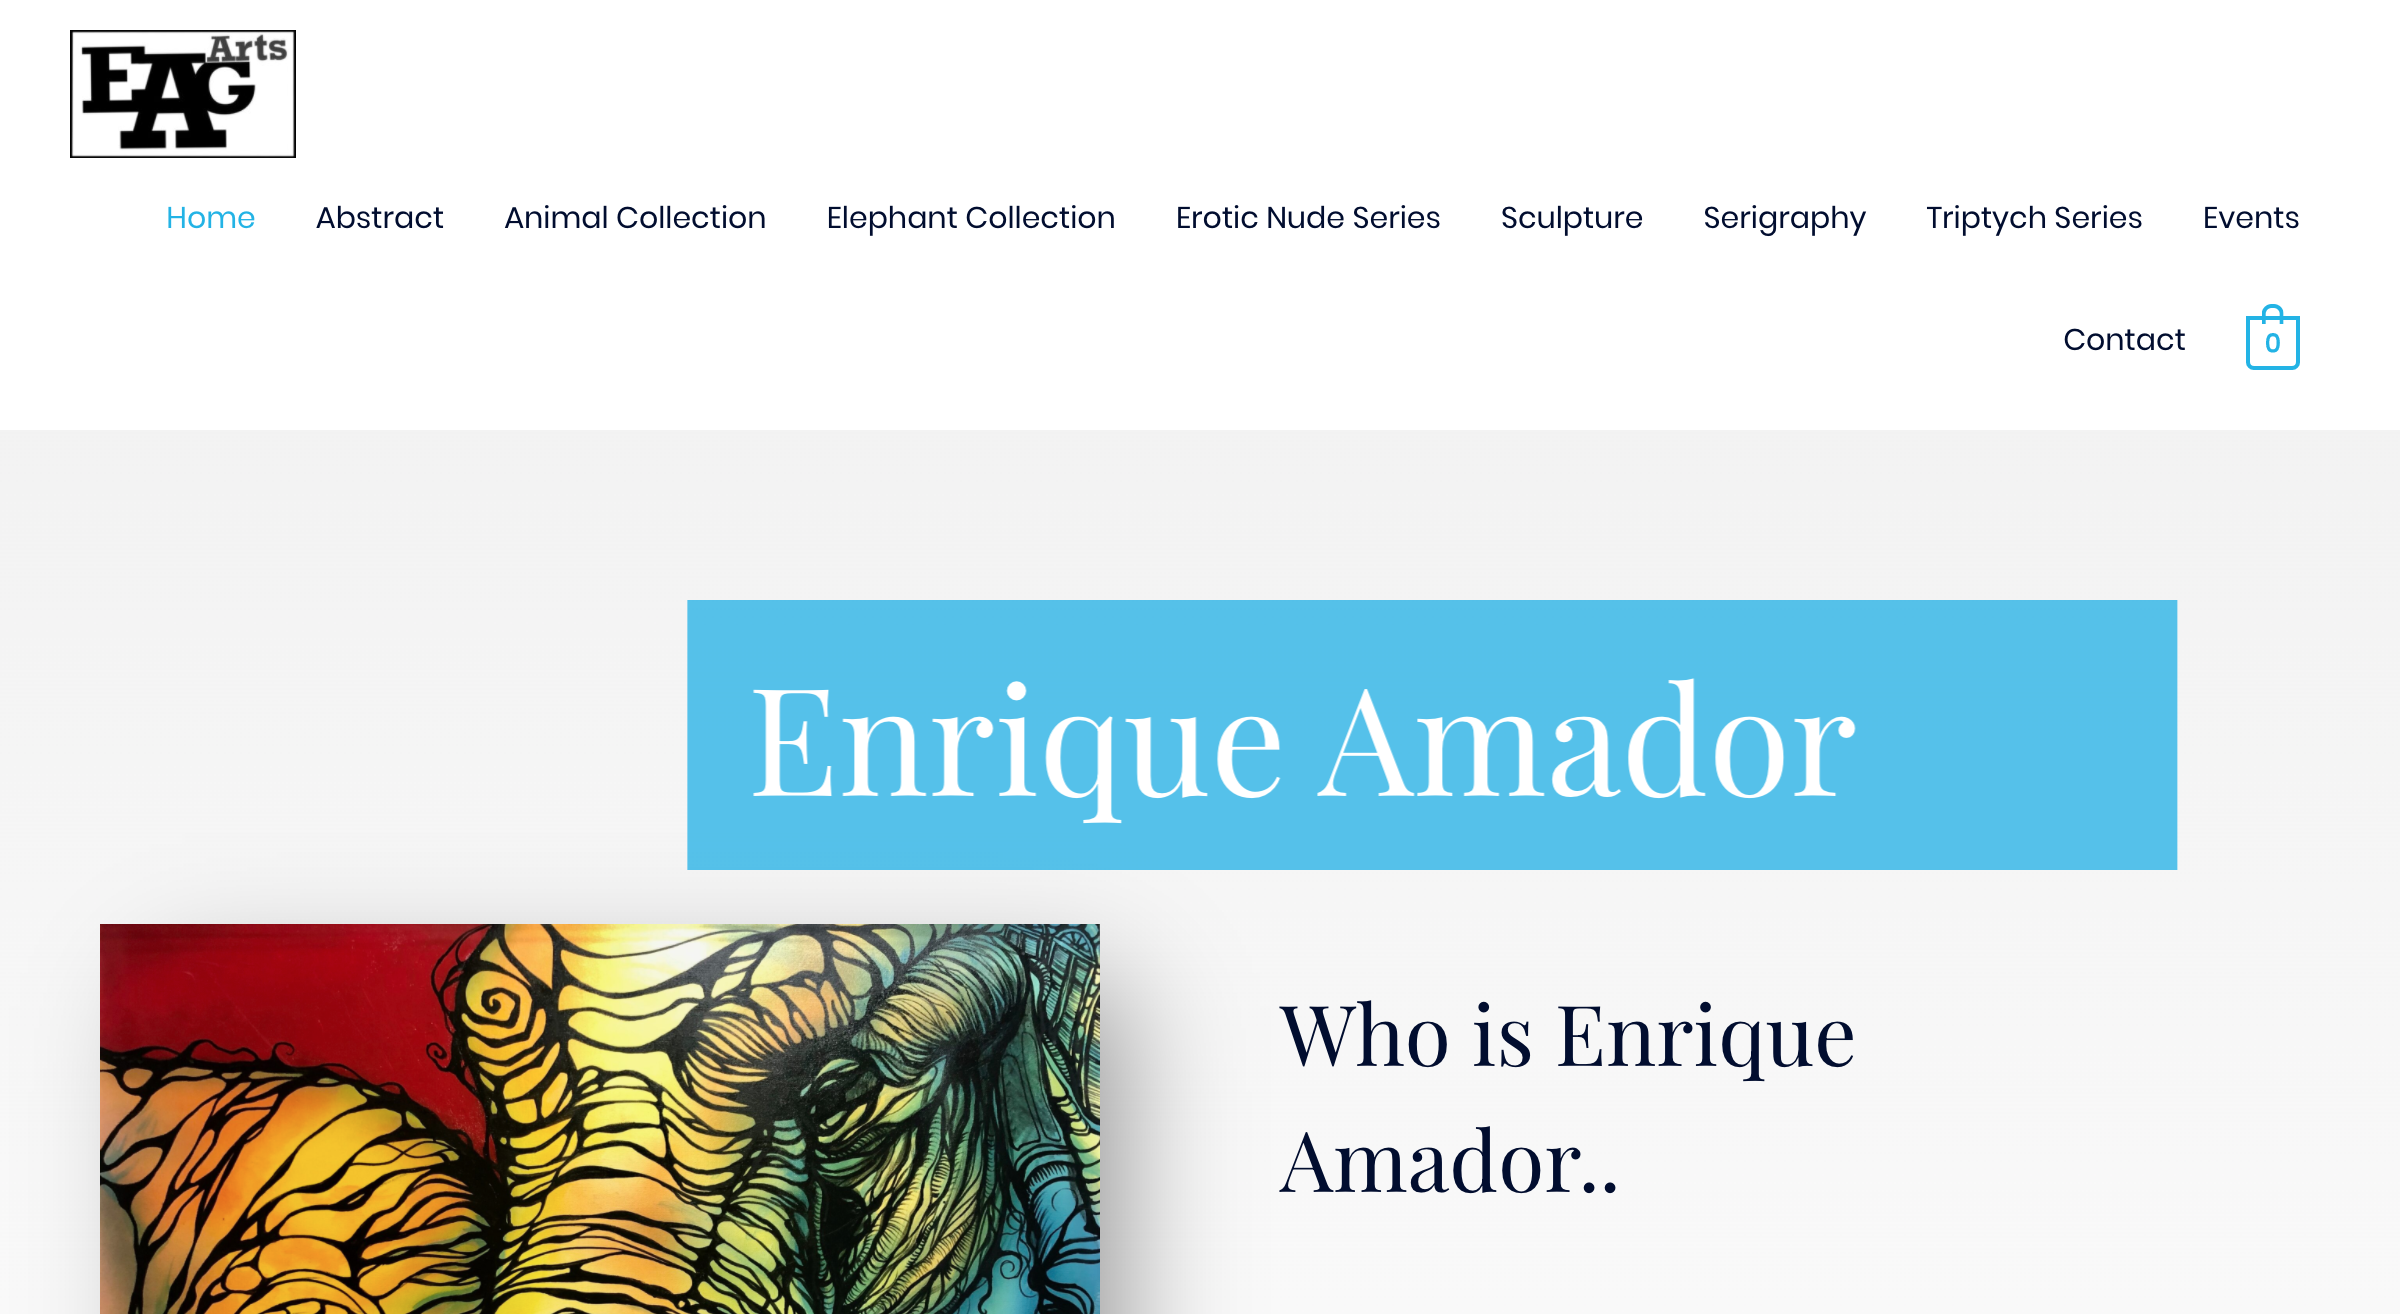 EAG Arts
Home Abstract Animal Collection Elephant Collection Erotic Nude Series Sculpture Serigraphy Triptych Series Events
Contact 0
Enrique Amador
Who is Enrique
Amador..